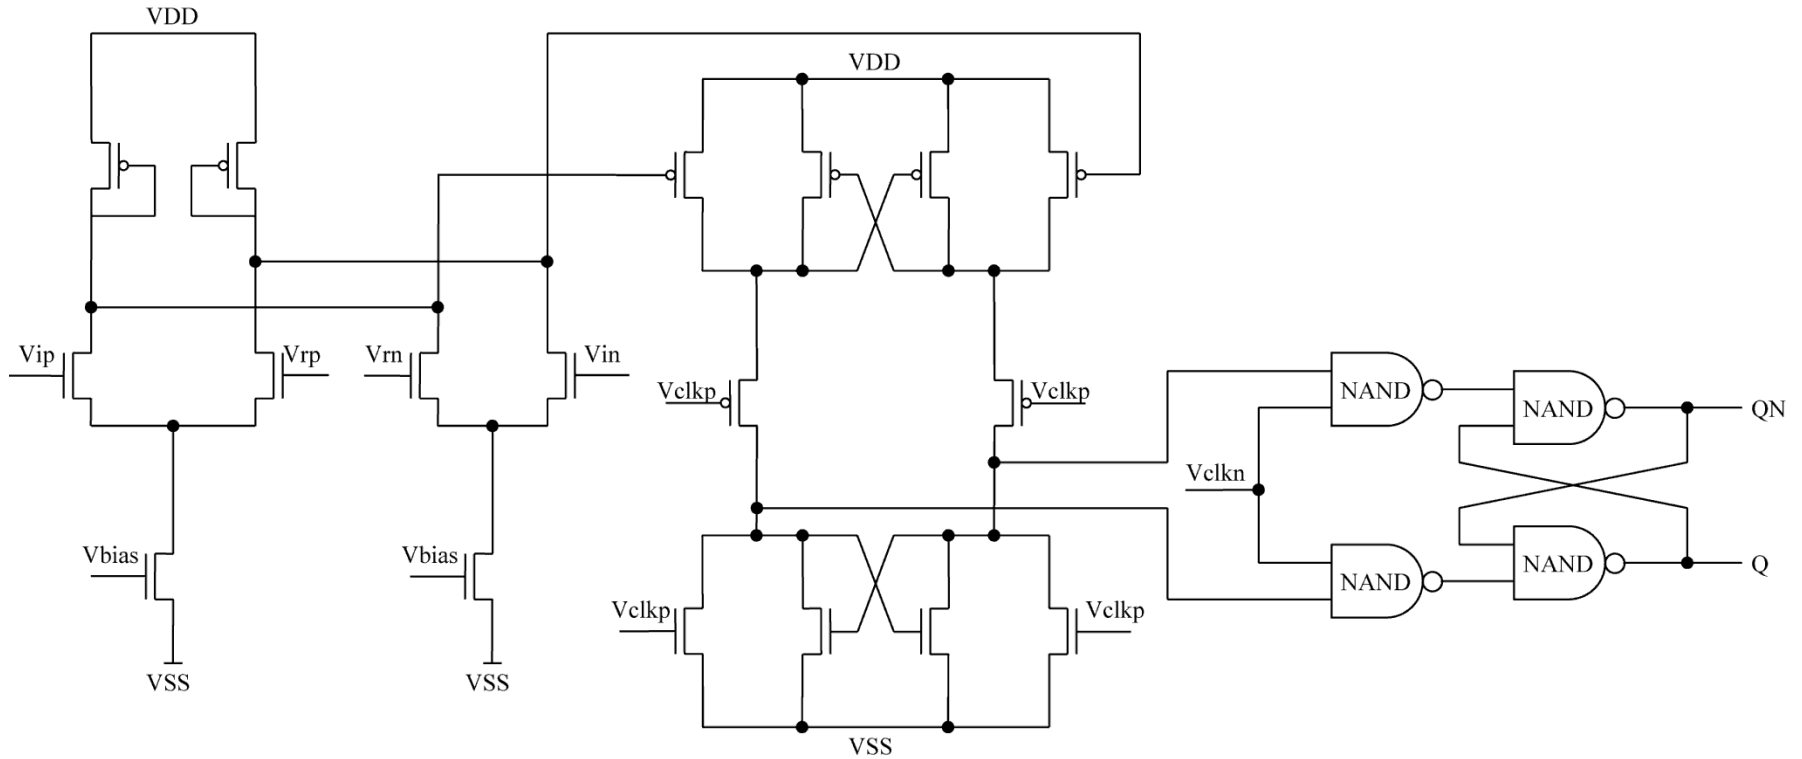 VDD
VDD
Vip
Vrp
Vrn
Vin
Vclkp
Vclkp
NAND
NAND
QN
Vclkn
Vbias
Vbias
NAND
NAND
Q
Vclkp
Vclkp
VSS
VSS
VSS